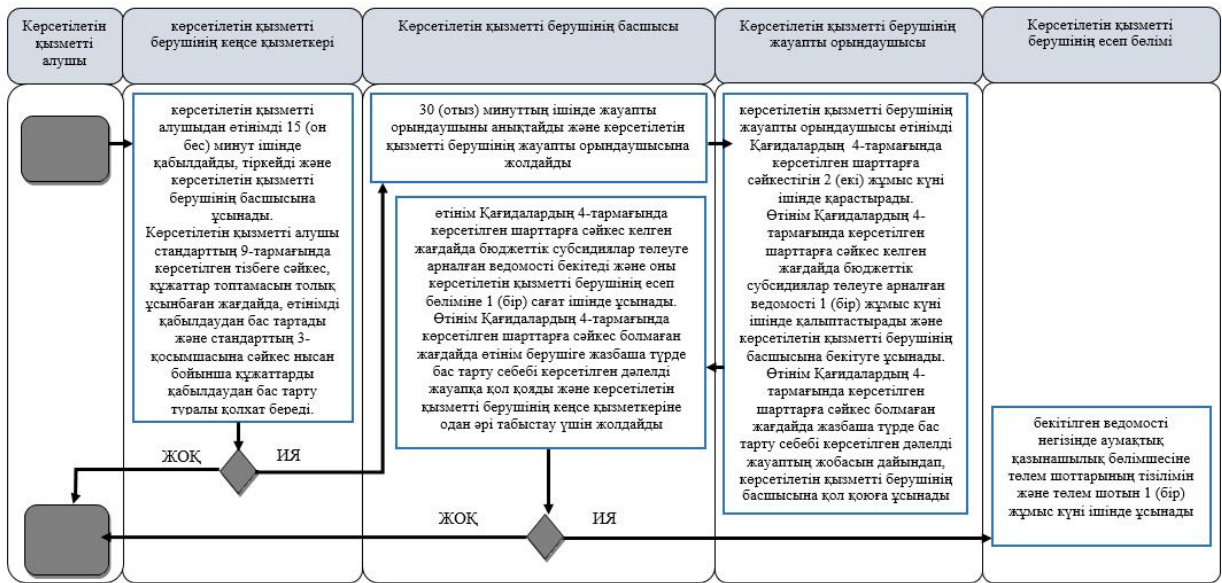 Көрсетілетін
қызметті
алушы
көрсетілетін қызметті
берушінің кеңсе қызметкері
Көрсетілетін қызметті берушінің басшысы
Көрсетілетін қызметті берушінің
жауапты орындаушысы
Көрсетілетін қызметті
берушінің есеп бөлімі
көрсетілетін қызметті
алушыдан өтінімді 15 (он
бес) минут ішінде
қабылдайды, тіркейді және
көрсетілетін қызметті
берушінің басшысына
ұсынады.
Көрсетілетін қызметті алушы
стандарттың 9-тармағында
көрсетілген тізбеге сәйкес,
құжаттар топтамасын толық
ұсынбаған жағдайда, өтінімді
қабылдаудан бас тартады
және стандарттың 3-
қосымшасына сәйкес нысан
бойынша құжаттарды
қабылдаудан бас тарту
туралы қолхат береді.
ЖОҚ
ИЯ
30 (отыз) минуттың ішінде жауапты
орындаушыны анықтайды және көрсетілетін
қызметті берушінің жауапты орындаушысына
жолдайды
өтінім Қағидалардың 4-тармағында
көрсетілген шарттарға сәйкес келген
жағдайда бюджеттік субсидиялар төлеуге
арналған ведомості бекітеді және оны
көрсетілетін қызметті берушінің есеп
бөліміне 1 (бір) сағат ішінде ұсынады.
Өтінім Қағидалардың 4-тармағында
көрсетілген шарттарға сәйкес болмаған
жағдайда өтінім берушіге жазбаша түрде
бас тарту себебі көрсетілген дәлелді
жауапқа қол қояды және көрсетілетін
қызметті берушінің кеңсе қызметкеріне
одан әрі табыстау үшін жолдайды
ЖОҚ
ИЯ
көрсетілетін қызметті берушінің
жауапты орындаушысы өтінімді
Қағидалардың 4-тармағында
көрсетілген шарттарға
сәйкестігін 2 (екі) жұмыс күні
ішінде қарастырады.
Өтінім Қағидалардың 4-
тармағында көрсетілген
шарттарға сәйкес келген
жағдайда бюджеттік
субсидиялар төлеуге арналған
ведомості 1 (бір) жұмыс күні
ішінде қалыптастырады және
көрсетілетін қызметті берушінің
басшысына бекітуге ұсынады.
Өтінім Қағидалардың 4-
тармағында көрсетілген
шарттарға сәйкес болмаған
жағдайда жазбаша түрде бас
тарту себебі көрсетілген дәлелді
жауаптың жобасын дайындап,
көрсетілетін қызметті берушінің
басшысына қол қоюға ұсынады
бекітілген ведомості
негізінде аумақтық
қазынашылық бөлімшесіне
төлем шоттарының тізілімін
және төлем шотын 1 (бір)
жұмыс күні ішінде ұсынады